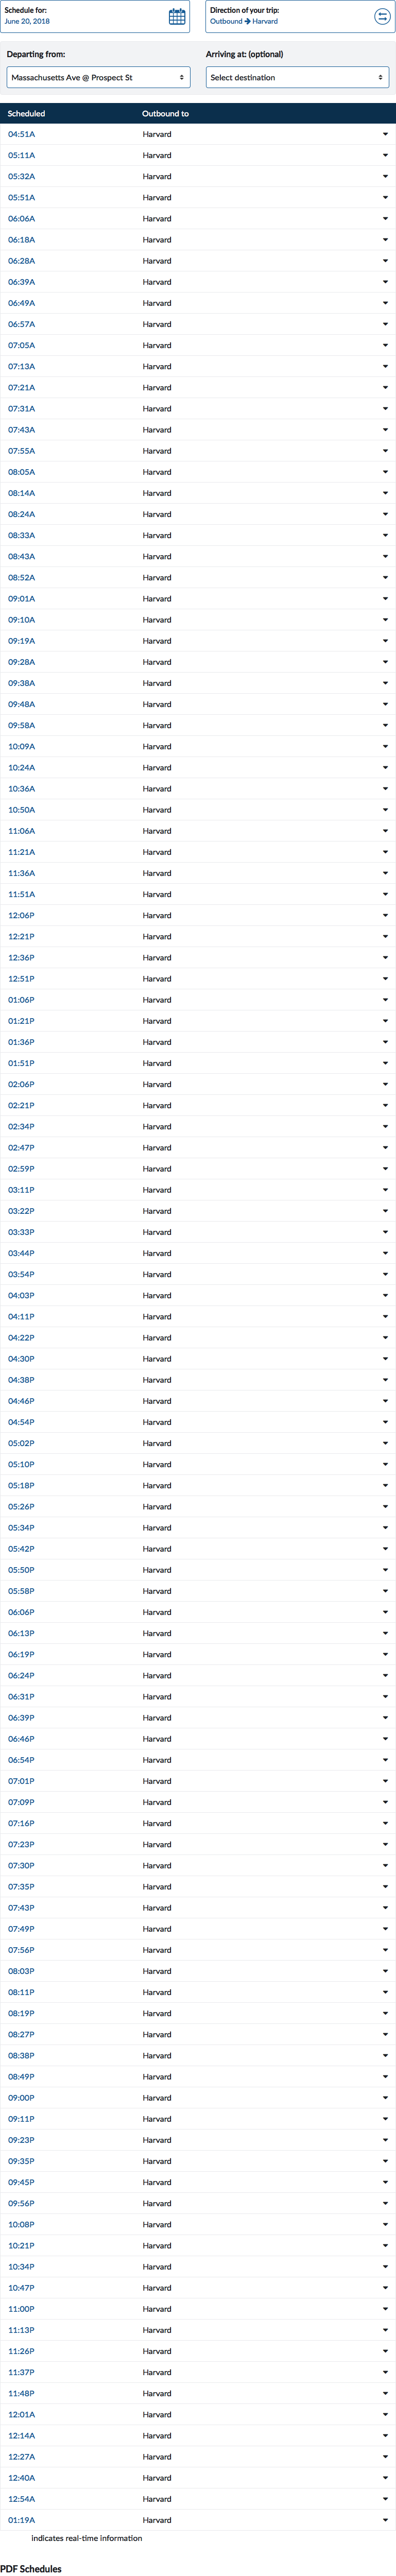 Schedule for:
June 20, 2018
Direction of your trip:
Outbound → Harvard
Departing from:
Arriving at: (optional)
Massachusetts Ave @ Prospect St
Select destination
Scheduled Outbound to
04:51A Harvard
05:11A Harvard
05:32A Harvard
05:51A Harvard
06:06A Harvard
06:18A Harvard
06:28A Harvard
06:39A Harvard
06:49A Harvard
06:57A Harvard
07:05A Harvard
07:13A Harvard
07:21A Harvard
07:31A Harvard
07:43A Harvard
07:55A Harvard
08:05A Harvard
08:14A Harvard
08:24A Harvard
08:33A Harvard
08:43A Harvard
08:52A Harvard
09:01A Harvard
09:10A Harvard
09:19A Harvard
09:28A Harvard
09:38A Harvard
09:48A Harvard
09:58A Harvard
10:09A Harvard
10:24A Harvard
10:36A Harvard
10:50A Harvard
11:06A Harvard
11:21A Harvard
11:36A Harvard
11:51A Harvard
12:06P Harvard
12:21P Harvard
12:36P Harvard
12:51P Harvard
01:06P Harvard
01:21P Harvard
01:36P Harvard
01:51P Harvard
02:06P Harvard
02:21P Harvard
02:34P Harvard
02:47P Harvard
02:59P Harvard
03:11P Harvard
03:22P Harvard
03:33P Harvard
03:44P Harvard
03:54P Harvard
04:03P Harvard
04:11P Harvard
04:22P Harvard
04:30P Harvard
04:38P Harvard
04:46P Harvard
04:54P Harvard
05:02P Harvard
05:10P Harvard
05:18P Harvard
05:26P Harvard
05:34P Harvard
05:42P Harvard
05:50P Harvard
05:58P Harvard
06:06P Harvard
06:13P Harvard
06:19P Harvard
06:24P Harvard
06:31P Harvard
06:39P Harvard
06:46P Harvard
06:54P Harvard
07:01P Harvard
07:09P Harvard
07:16P Harvard
07:23P Harvard
07:30P Harvard
07:35P Harvard
07:43P Harvard
07:49P Harvard
07:56P Harvard
08:03P Harvard
08:11P Harvard
08:19P Harvard
08:27P Harvard
08:38P Harvard
08:49P Harvard
09:00P Harvard
09:11P Harvard
09:23P Harvard
09:35P Harvard
09:45P Harvard
09:56P Harvard
10:08P Harvard
10:21P Harvard
10:34P Harvard
10:47P Harvard
11:00P Harvard
11:13P Harvard
11:26P Harvard
11:37P Harvard
11:48P Harvard
12:01A Harvard
12:14A Harvard
12:27A Harvard
12:40A Harvard
12:54A Harvard
01:19A Harvard
indicates real-time information
PDF Schedules